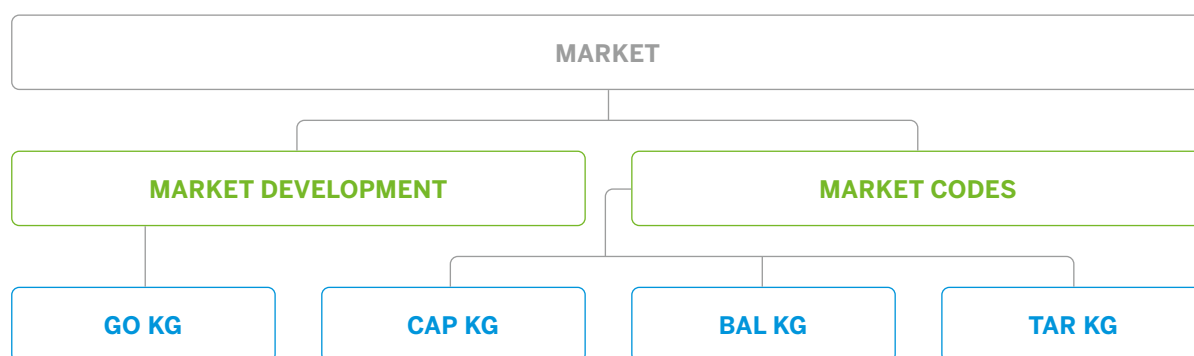 MARKET
MARKET DEVELOPMENT
MARKET CODES
GO KG
CAP KG
BAL KG
TAR KG